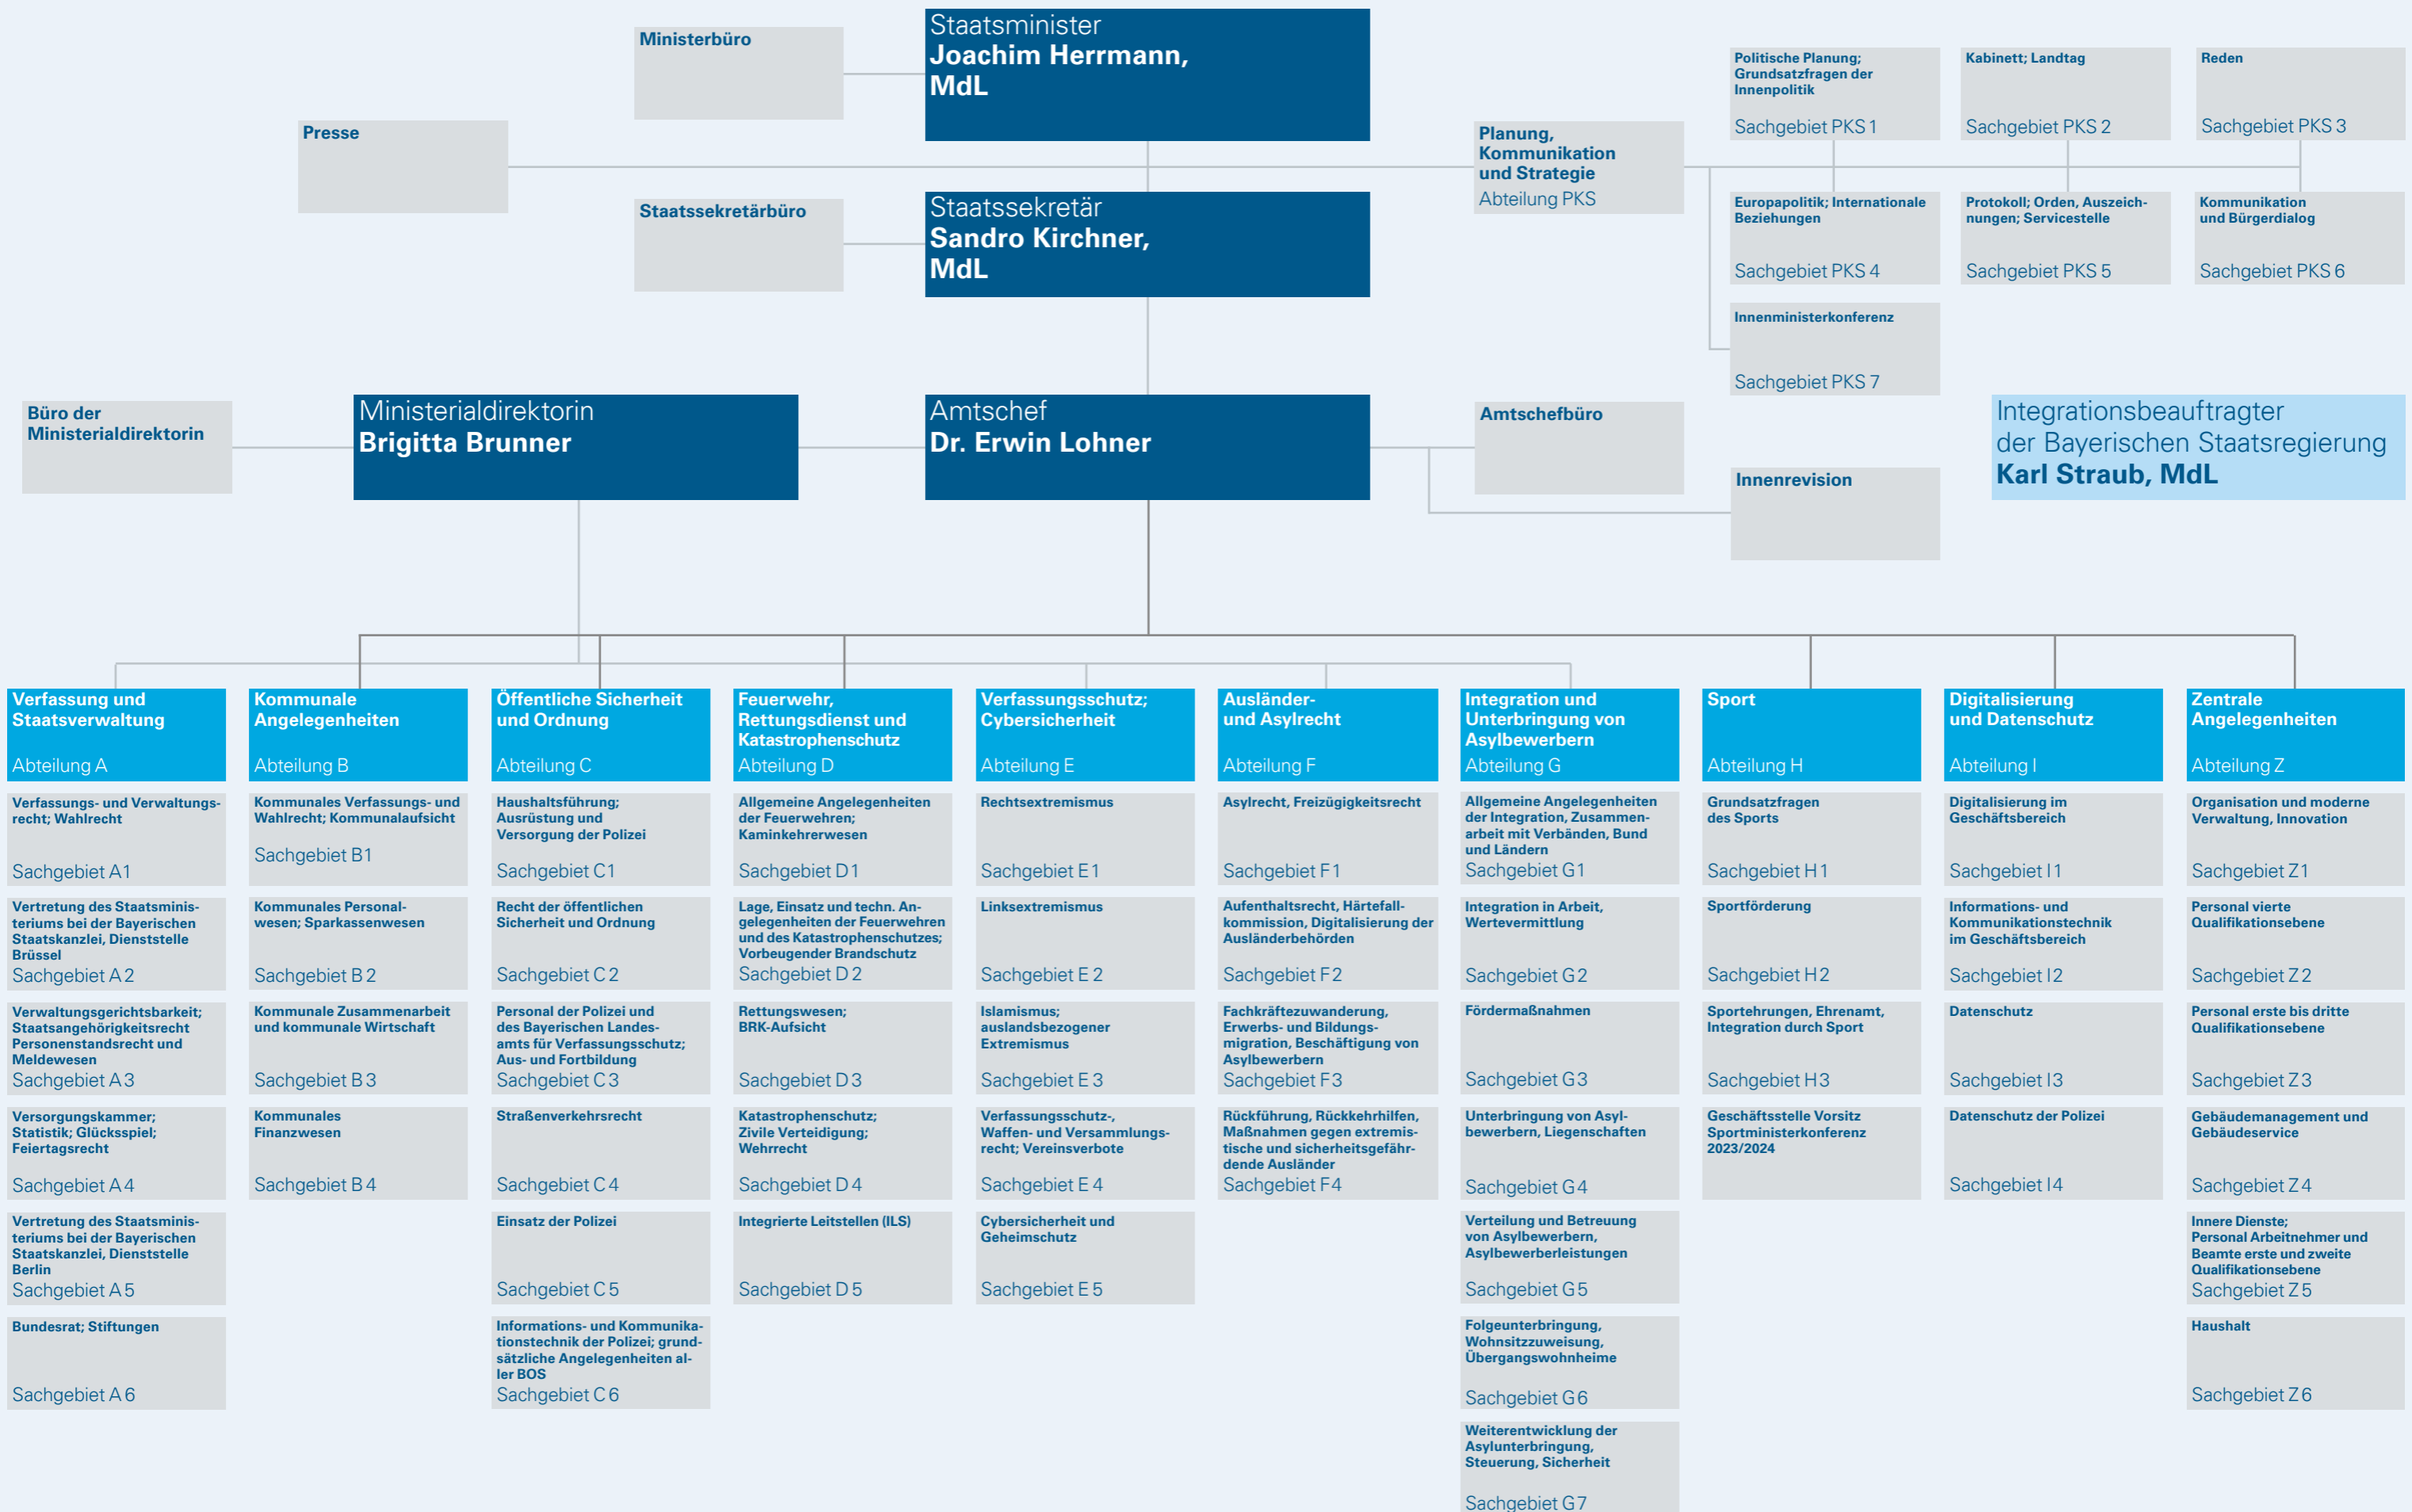 Staatsminister
Joachim Herrmann,
MdL
Ministerbüro
Presse
Staatssekretär
Sandro Kirchner,
MdL
Staatssekretärbüro
Planung,
Kommunikation
und Strategie
Abteilung PKS
Politische Planung;
Grundsatzfragen der
Innenpolitik
Sachgebiet PKS 1
Kabinett; Landtag
Sachgebiet PKS 2
Reden
Sachgebiet PKS 3
Europapolitik; Internationale
Beziehungen
Sachgebiet PKS 4
Protokoll; Orden, Auszeich-
nungen; Servicestelle
Sachgebiet PKS 5
Kommunikation
und Bürgerdialog
Sachgebiet PKS 6
Innenministerkonferenz
Sachgebiet PKS 7
Büro der
Ministerialdirektorin
Ministerialdirektorin
Brigitta Brunner
Amtschef
Dr. Erwin Lohner
Amtschefbüro
Innenrevision
Integrationsbeauftragter
der Bayerischen Staatsregierung
Karl Straub, MdL
Verfassung und
Staatsverwaltung
Abteilung A
Verfassungs- und Verwaltungs-
recht; Wahlrecht
Sachgebiet A 1
Vertretung des Staatsminis-
teriums bei der Bayerischen
Staatskanzlei, Dienststelle
Brüssel
Sachgebiet A 2
Verwaltungsgerichtsbarkeit;
Staatsangehörigkeitsrecht
Personenstandsrecht und
Meldewesen
Sachgebiet A 3
Versorgungskammer;
Statistik; Glücksspiel;
Feiertagsrecht
Sachgebiet A 4
Vertretung des Staatsminis-
teriums bei der Bayerischen
Staatskanzlei, Dienststelle
Berlin
Sachgebiet A 5
Bundesrat; Stiftungen
Sachgebiet A 6
Kommunale
Angelegenheiten
Abteilung B
Kommunales Verfassungs- und
Wahlrecht; Kommunalaufsicht
Sachgebiet B 1
Kommunales Personal-
wesen; Sparkassenwesen
Sachgebiet B 2
Kommunale Zusammenarbeit
und kommunale Wirtschaft
Sachgebiet B 3
Kommunales
Finanzwesen
Sachgebiet B 4
Öffentliche Sicherheit
und Ordnung
Abteilung C
Haushaltsführung;
Ausrüstung und
Versorgung der Polizei
Sachgebiet C 1
Recht der öffentlichen
Sicherheit und Ordnung
Sachgebiet C 2
Personal der Polizei und
des Bayerischen Landes-
amts für Verfassungsschutz;
Aus- und Fortbildung
Sachgebiet C 3
Straßenverkehrsrecht
Sachgebiet C 4
Einsatz der Polizei
Sachgebiet C 5
Informations- und Kommunika-
tionstechnik der Polizei; grund-
sätzliche Angelegenheiten al-
ler BOS
Sachgebiet C 6
Feuerwehr,
Rettungsdienst und
Katastrophenschutz
Abteilung D
Allgemeine Angelegenheiten
der Feuerwehren;
Kaminkehrerwesen
Sachgebiet D 1
Lage, Einsatz und techn. An-
gelegenheiten der Feuerwehren
und des Katastrophenschutzes;
Vorbeugender Brandschutz
Sachgebiet D 2
Rettungswesen;
BRK-Aufsicht
Sachgebiet D 3
Katastrophenschutz;
Zivile Verteidigung;
Wehrrecht
Sachgebiet D 4
Integrierte Leitstellen (ILS)
Sachgebiet D 5
Verfassungsschutz;
Cybersicherheit
Abteilung E
Rechtsextremismus
Sachgebiet E 1
Linksextremismus
Sachgebiet E 2
Islamismus;
auslandsbezogener
Extremismus
Sachgebiet E 3
Verfassungsschutz-,
Waffen- und Versammlungs-
recht; Vereinsverbote
Sachgebiet E 4
Cybersicherheit und
Geheimschutz
Sachgebiet E 5
Ausländer-
und Asylrecht
Abteilung F
Asylrecht, Freizügigkeitsrecht
Sachgebiet F 1
Aufenthaltsrecht, Härtefall-
kommission, Digitalisierung der
Ausländerbehörden
Sachgebiet F 2
Fachkräftezuwanderung,
Erwerbs- und Bildungs-
migration, Beschäftigung von
Asylbewerbern
Sachgebiet F 3
Rückführung, Rückkehrhilfen,
Maßnahmen gegen extremis-
tische und sicherheitsgefähr-
dende Ausländer
Sachgebiet F 4
Integration und
Unterbringung von
Asylbewerbern
Abteilung G
Allgemeine Angelegenheiten
der Integration, Zusammen-
arbeit mit Verbänden, Bund
und Ländern
Sachgebiet G 1
Integration in Arbeit,
Wertevermittlung
Sachgebiet G 2
Fördermaßnahmen
Sachgebiet G 3
Unterbringung von Asyl-
bewerbern, Liegenschaften
Sachgebiet G 4
Verteilung und Betreuung
von Asylbewerbern,
Asylbewerberleistungen
Sachgebiet G 5
Folgeunterbringung,
Wohnsitzzuweisung,
Übergangswohnheime
Sachgebiet G 6
Weiterentwicklung der
Asylunterbringung,
Steuerung, Sicherheit
Sachgebiet G 7
Sport
Abteilung H
Grundsatzfragen
des Sports
Sachgebiet H 1
Sportförderung
Sachgebiet H 2
Sportehrungen, Ehrenamt,
Integration durch Sport
Sachgebiet H 3
Geschäftsstelle Vorsitz
Sportministerkonferenz
2023/2024
Digitalisierung
und Datenschutz
Abteilung I
Digitalisierung im
Geschäftsbereich
Sachgebiet I 1
Informations- und
Kommunikationstechnik
im Geschäftsbereich
Sachgebiet I 2
Datenschutz
Sachgebiet I 3
Datenschutz der Polizei
Sachgebiet I 4
Zentrale
Angelegenheiten
Abteilung Z
Organisation und moderne
Verwaltung, Innovation
Sachgebiet Z 1
Personal vierte
Qualifikationsebene
Sachgebiet Z 2
Personal erste bis dritte
Qualifikationsebene
Sachgebiet Z 3
Gebäudemanagement und
Gebäudeservice
Sachgebiet Z 4
Innere Dienste;
Personal Arbeitnehmer und
Beamte erste und zweite
Qualifikationsebene
Sachgebiet Z 5
Haushalt
Sachgebiet Z 6